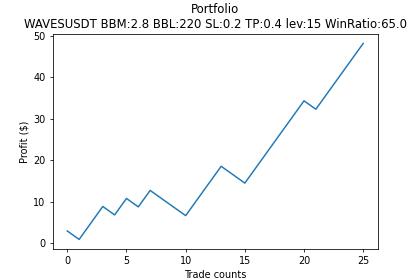 Portfolio
WAVESUSDT BBM:2.8 BBL:220 SL:0.2 TP:0.4 lev:15 WinRatio:65.0
50
40
30
20
10
0
Profit ($)
0 5 10 15 20 25
Trade counts